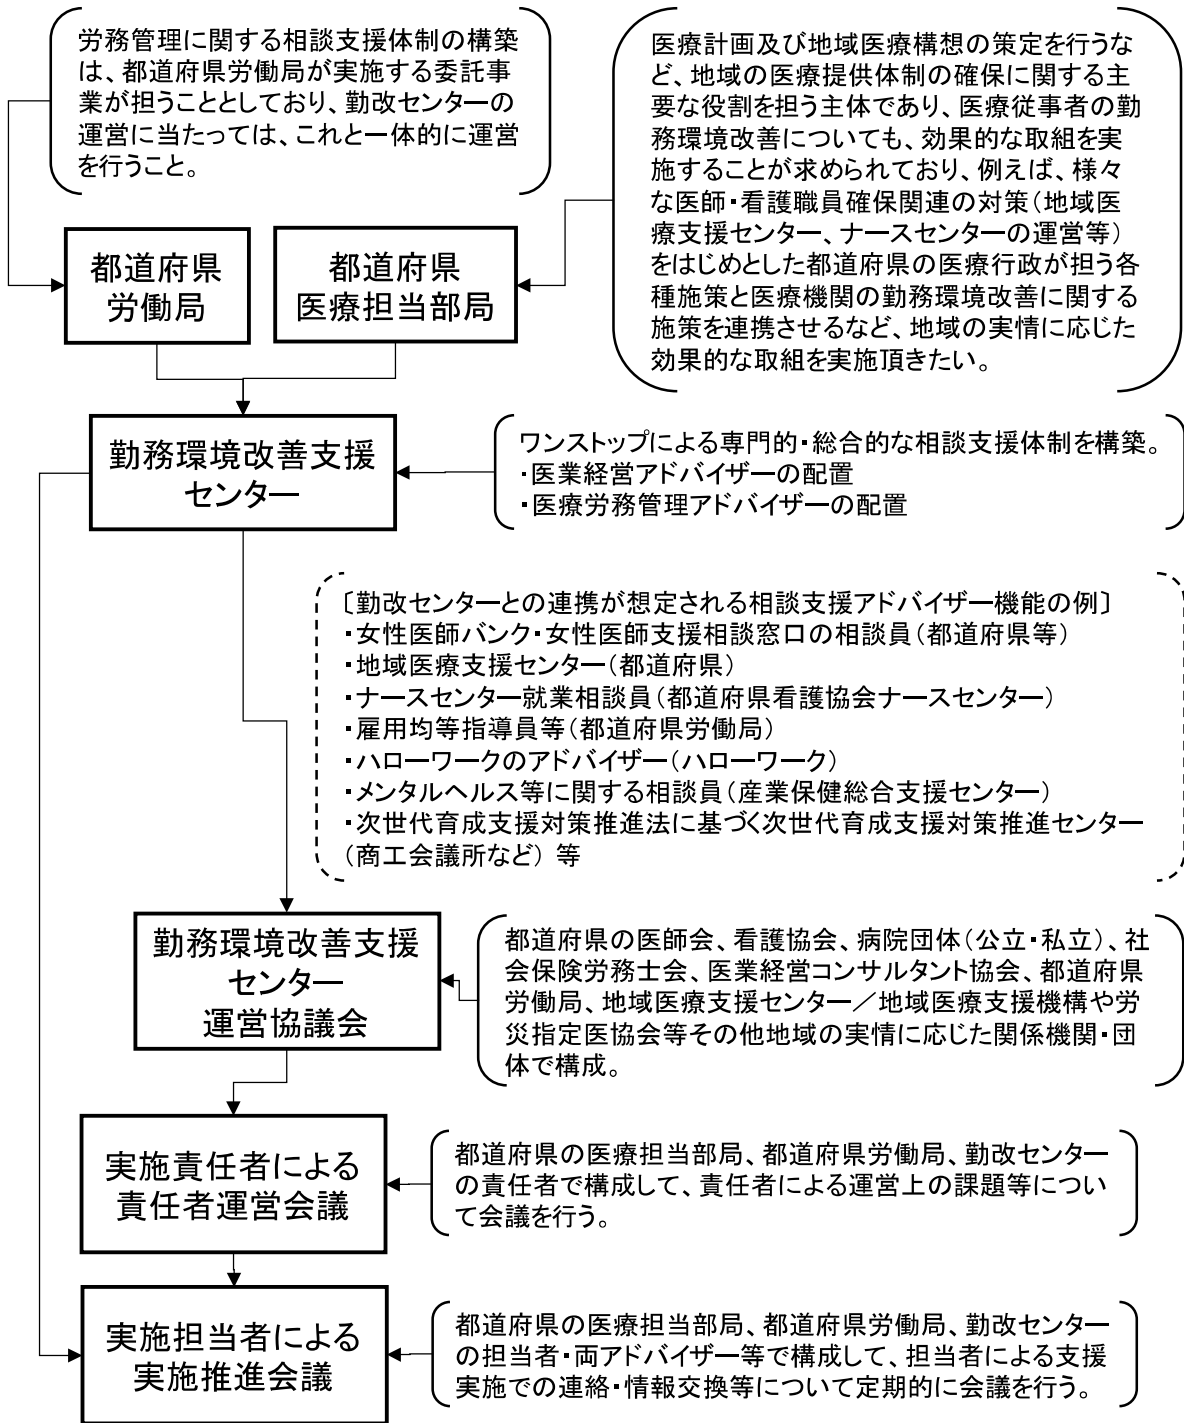 労務管理に関する相談支援体制の構築
は、都道府県労働局が実施する委託事
業が担うこととしており、勤改センターの
運営に当たっては、これと一体的に運営
を行うこと。
医療計画及び地域医療構想の策定を行うな
ど、地域の医療提供体制の確保に関する主
要な役割を担う主体であり、医療従事者の勤
務環境改善についても、効果的な取組を実
施することが求められており、例えば、様々
な医師・看護職員確保関連の対策（地域医
療支援センター、ナースセンターの運営等）
をはじめとした都道府県の医療行政が担う各
種施策と医療機関の勤務環境改善に関する
施策を連携させるなど、地域の実情に応じた
効果的な取組を実施頂きたい。
都道府県
労働局
都道府県
医療担当部局
勤務環境改善支援
センター
ワンストップによる専門的・総合的な相談支援体制を構築。
・医業経営アドバイザーの配置
・医療労務管理アドバイザーの配置
〔勤改センターとの連携が想定される相談支援アドバイザー機能の例〕
・女性医師バンク・女性医師支援相談窓口の相談員（都道府県等）
・地域医療支援センター（都道府県）
・ナースセンター就業相談員（都道府県看護協会ナースセンター）
・雇用均等指導員等（都道府県労働局）
・ハローワークのアドバイザー（ハローワーク）
・メンタルヘルス等に関する相談員（産業保健総合支援センター）
・次世代育成支援対策推進法に基づく次世代育成支援対策推進センター
（商工会議所など） 等
勤務環境改善支援
センター
運営協議会
都道府県の医師会、看護協会、病院団体（公立・私立）、社
会保険労務士会、医業経営コンサルタント協会、都道府県
労働局、地域医療支援センター／地域医療支援機構や労
災指定医協会等その他地域の実情に応じた関係機関・団
体で構成。
実施責任者による
責任者運営会議
都道府県の医療担当部局、都道府県労働局、勤改センター
の責任者で構成して、責任者による運営上の課題等につい
て会議を行う。
実施担当者による
実施推進会議
都道府県の医療担当部局、都道府県労働局、勤改センター
の担当者・両アドバイザー等で構成して、担当者による支援
実施での連絡・情報交換等について定期的に会議を行う。